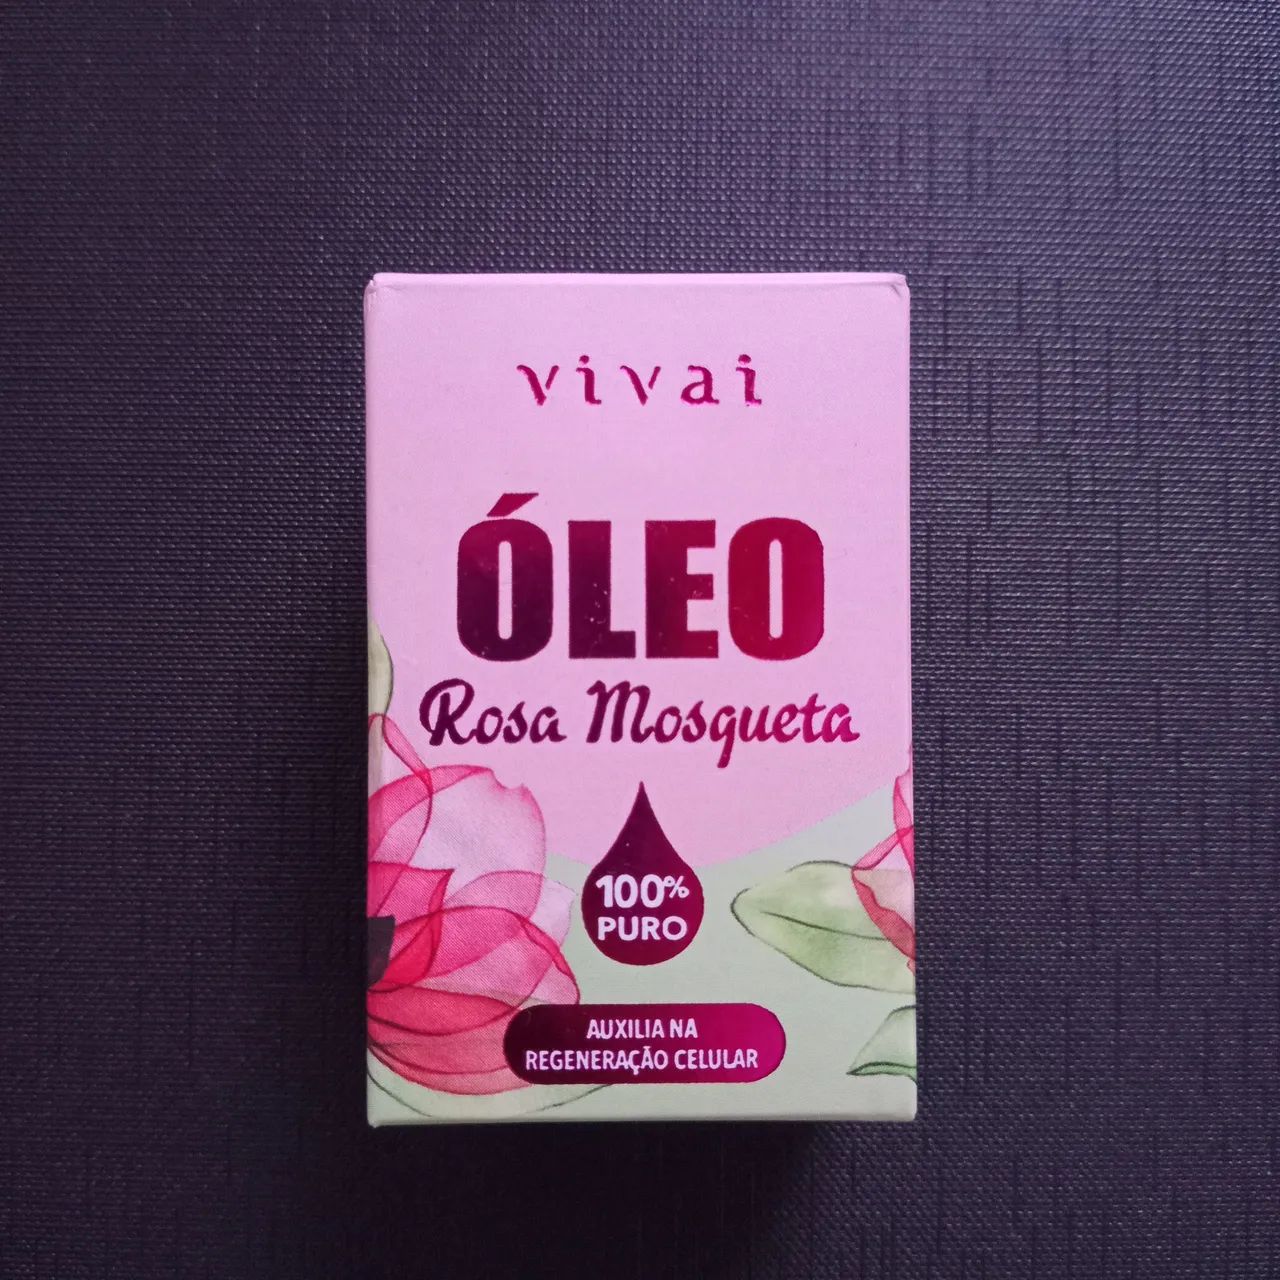 vivai
ÓLEO
Rosa Mosqueta
100%
PURO
AUXILIA NA
REGENERAÇÃO CELULAR